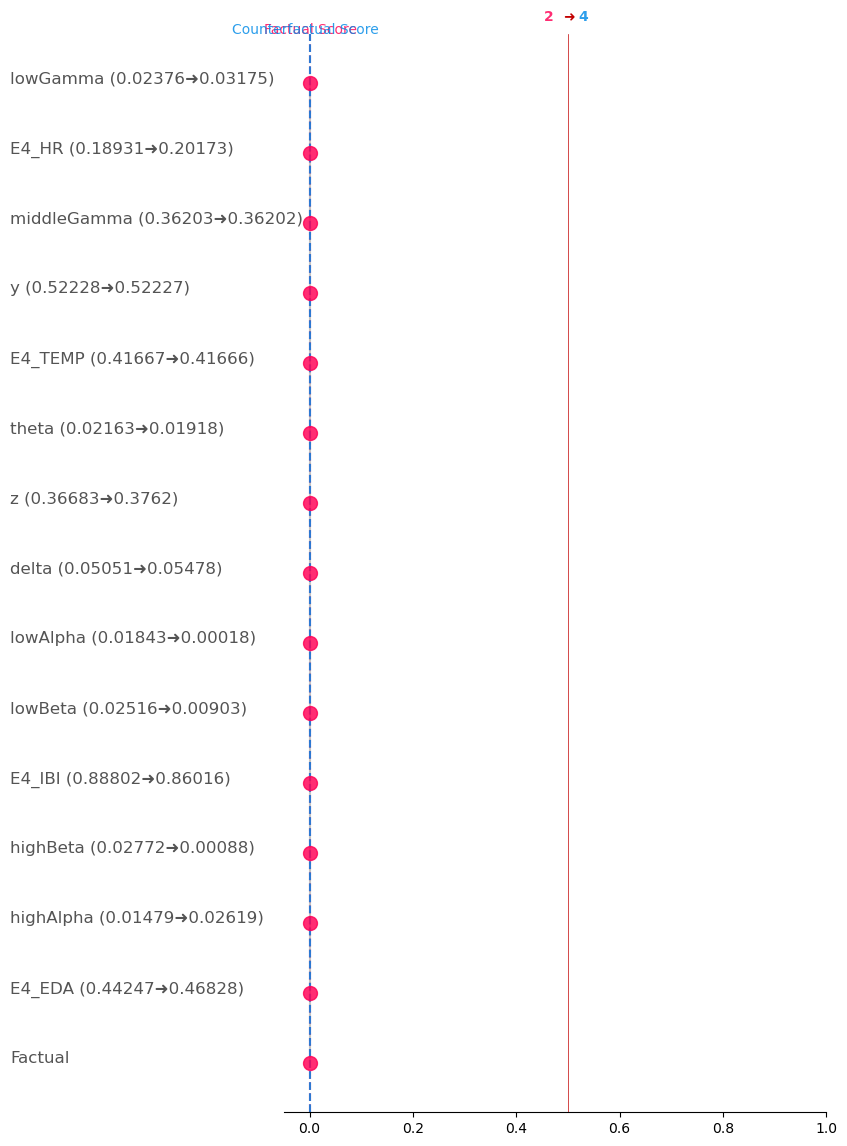 2 ➜ 4
Counterfactual Score
Factual Score
lowGamma (0.02376➜0.03175)
E4_HR (0.18931➜0.20173)
middleGamma (0.36203➜0.36202)
y (0.52228➜0.52227)
E4_TEMP (0.41667➜0.41666)
theta (0.02163➜0.01918)
z (0.36683➜0.3762)
delta (0.05051➜0.05478)
lowAlpha (0.01843➜0.00018)
lowBeta (0.02516➜0.00903)
E4_IBI (0.88802➜0.86016)
highBeta (0.02772➜0.00088)
highAlpha (0.01479➜0.02619)
E4_EDA (0.44247➜0.46828)
Factual
0.0 0.2 0.4 0.6 0.8 1.0